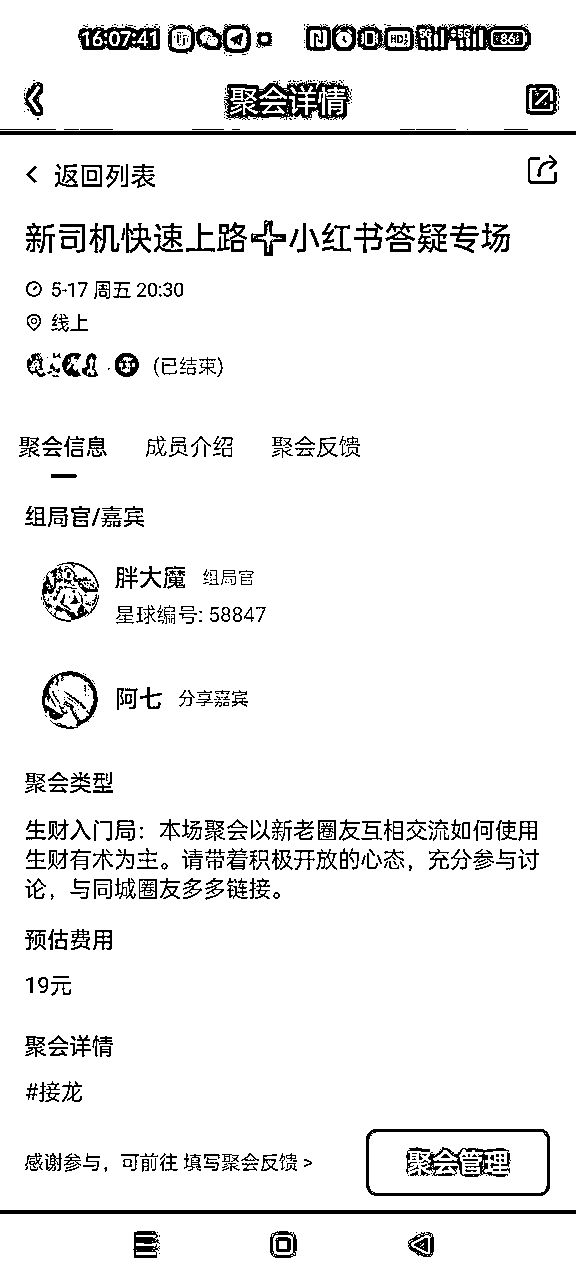 16:07:41
聚会详情
返回列表
新司机快速上路➕小红书答疑专场
5-17 周五 20:30
线上
(已结束)
聚会信息 成员介绍 聚会反馈
组局官/嘉宾
胖大魔 组局官
星球编号: 58847
阿七 分享嘉宾
聚会类型
生财入门局：本场聚会以新老圈友互相交流如何使用
生财有术为主。请带着积极开放的心态，充分参与讨
论，与同城圈友多多链接。
预估费用
19元
聚会详情
#接龙
感谢参与，可前往 填写聚会反馈 >
聚会管理